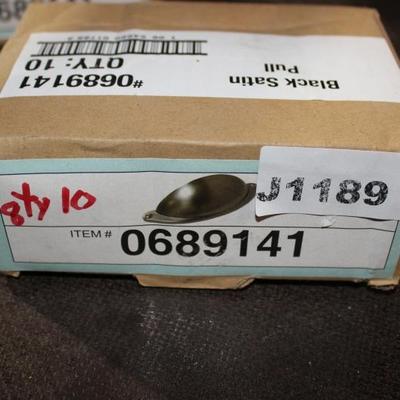 Black Satin
Pull
#0689141
QTY: 10
qty 10
J1189
ITEM # 0689141